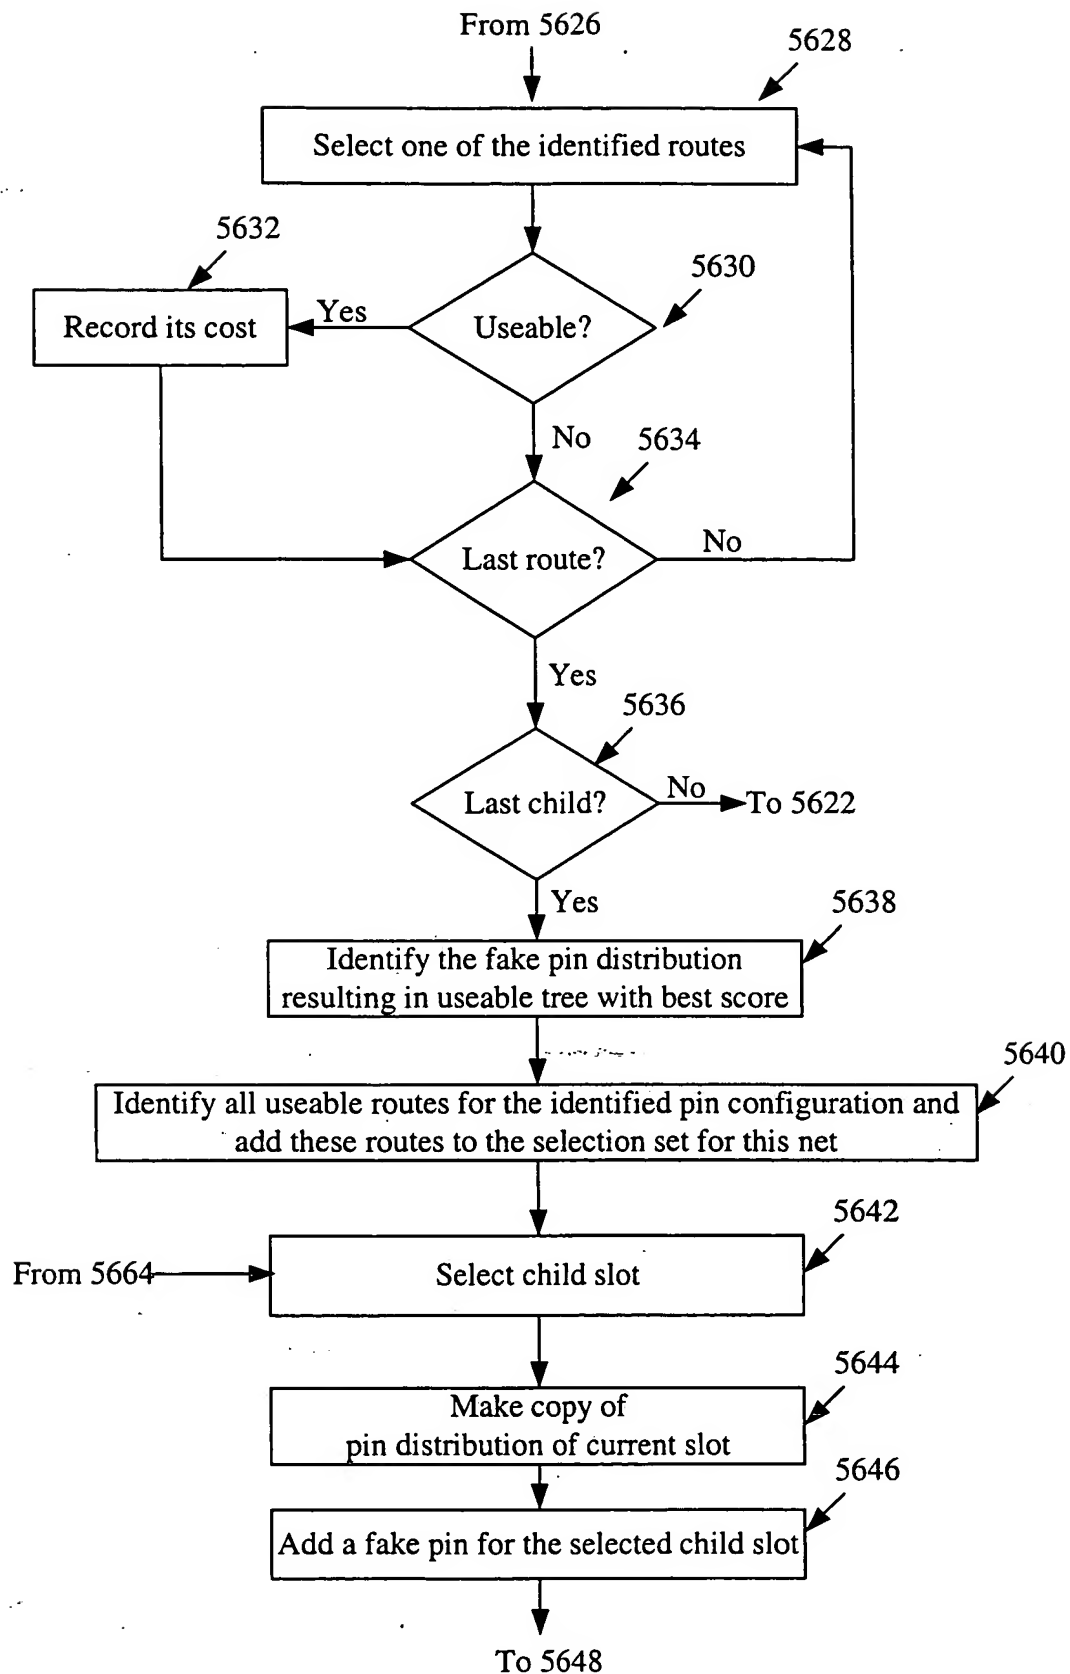 From 5626
5628
Select one of the identified routes
5632
5630
Record its cost
Yes
Useable?
No
5634
Last route?
No
Yes
5636
Last child?
No
To 5622
Yes
5638
Identify the fake pin distribution
resulting in useable tree with best score
5640
Identify all useable routes for the identified pin configuration and
add these routes to the selection set for this net
5642
From 5664
Select child slot
5644
Make copy of
pin distribution of current slot
5646
Add a fake pin for the selected child slot
To 5648